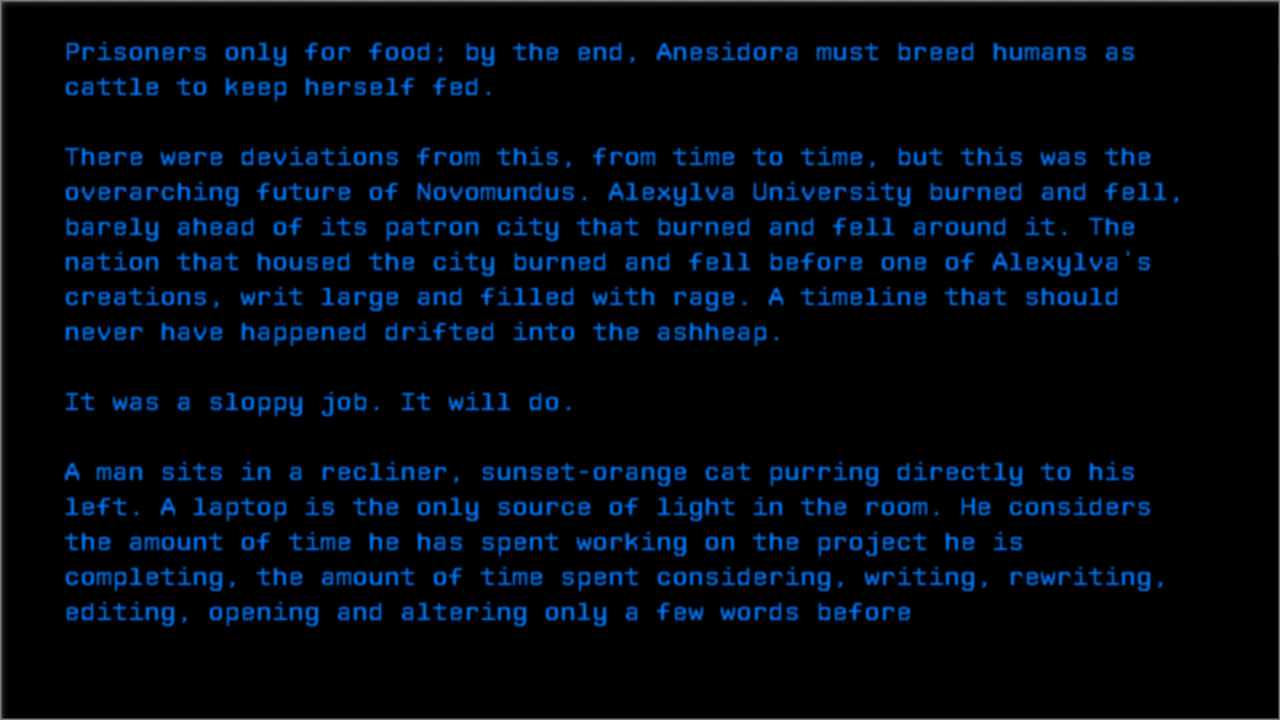 Prisoners only for food; by the end, Anesidora must breed humans as
cattle to keep herself fed.
There were deviations from this, from time to time, but this was the
overarching future of Novomundus. Alexylva University burned and fell,
barely ahead of its patron city that burned and fell around it. The
nation that housed the city burned and fell before one of Alexylva's
creations, writ large and filled with rage. A timeline that should
never have happened drifted into the ashheap.
It was a sloppy job. It will do.
A man sits in a recliner, sunset-orange cat purring directly to his
left. A laptop is the only source of light in the room. He considers
the amount of time he has spent working on the project he is
completing, the amount of time spent considering, writing, rewriting,
editing, opening and altering only a few words before